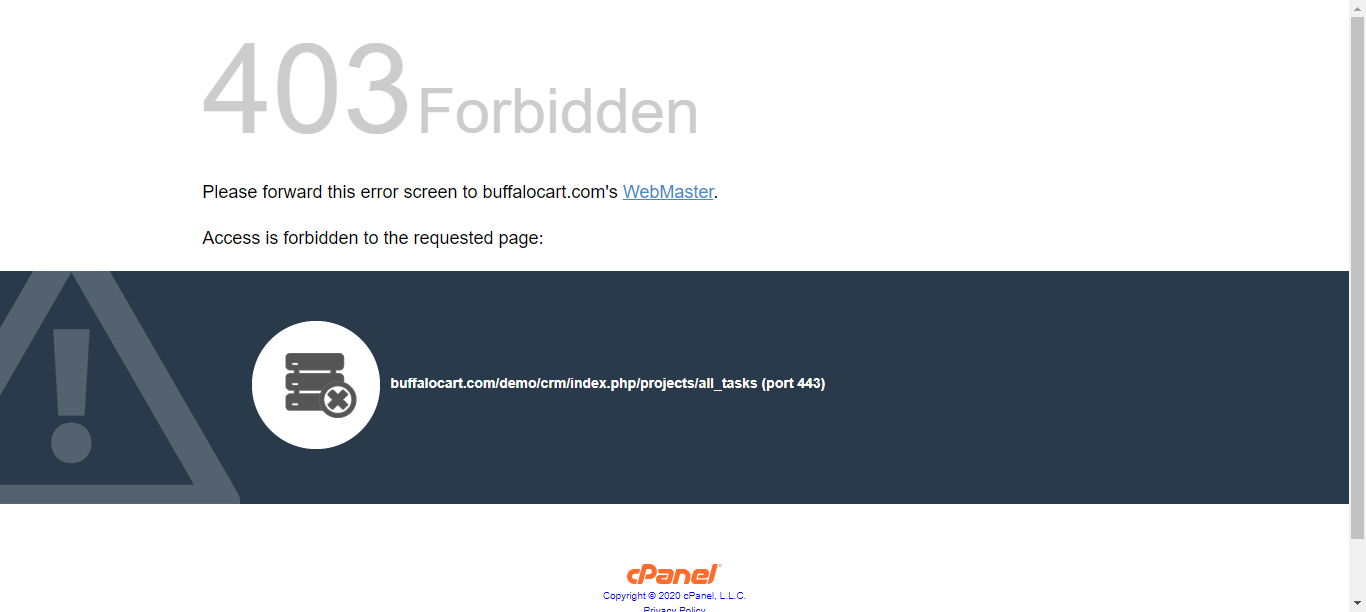 403 Forbidden
Please forward this error screen to buffalocart.com's WebMaster.
Access is forbidden to the requested page:
buffalocart.com/demo/crm/index.php/projects/all_tasks (port 443)
cPanel
Copyright © 2020 cPanel, L.L.C.
Privacy Policy